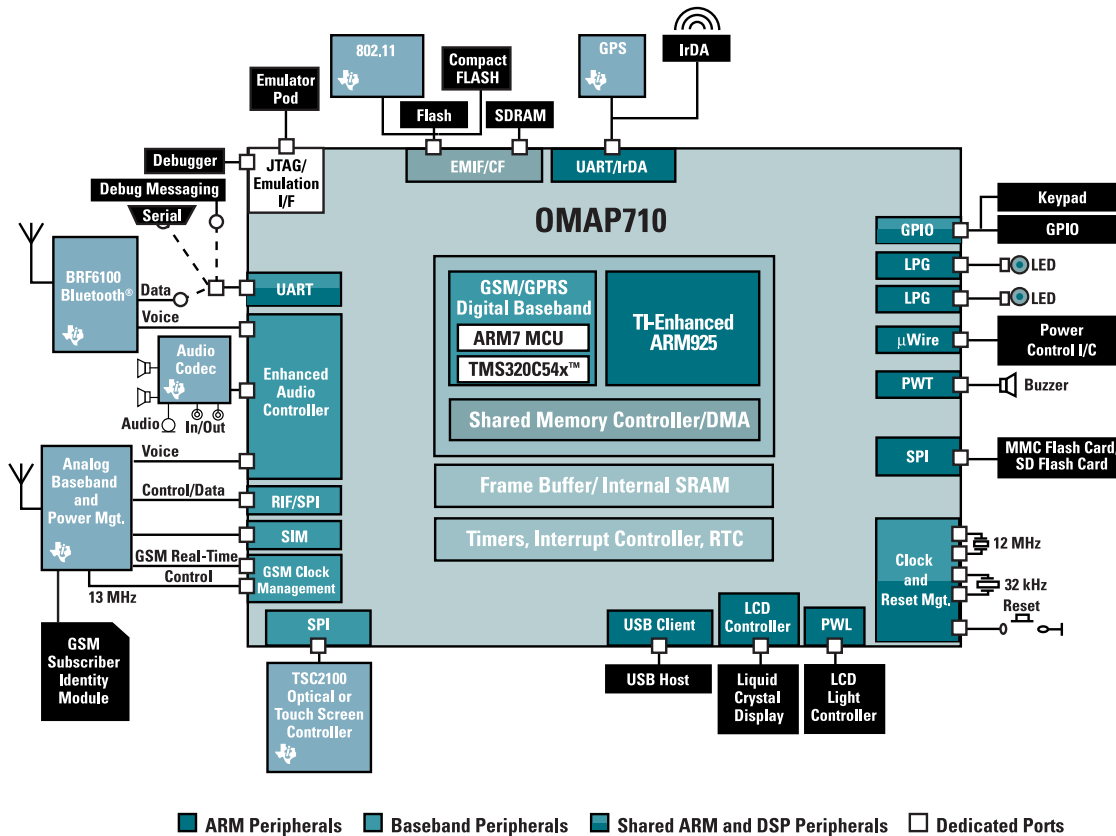 802.11
GPS
IrDA
Compact
FLASH
Emulator
Pod
Flash
SDRAM
Debugger
JTAG/
Emulation
I/F
EMIF/CF
UART/IrDA
Debug Messaging
Serial
OMAP710
Keypad
GPIO
GPIO
BRF6100
Bluetooth®
Data
Voice
UART
LPG
LED
LPG
LED
GSM/GPRS
Digital Baseband
ARM7 MCU
TMS320C54x™
TI-Enhanced
ARM925
µWire
Power
Control I/C
Audio
Codec
Audio
In/Out
Enhanced
Audio
Controller
PWT
Buzzer
Shared Memory Controller/DMA
Voice
Analog
Baseband
and
Power Mgt.
Control/Data
RIF/SPI
SPI
MMC Flash Card,
SD Flash Card
Frame Buffer/ Internal SRAM
SIM
Timers, Interrupt Controller, RTC
GSM Real-Time
Control
13 MHz
GSM Clock
Management
Clock
and
Reset Mgt.
12 MHz
32 kHz
Reset
GSM
Subscriber
Identity
Module
SPI
USB Client
LCD
Controller
PWL
TSC2100
Optical or
Touch Screen
Controller
USB Host
Liquid
Crystal
Display
LCD
Light
Controller
ARM Peripherals
Baseband Peripherals
Shared ARM and DSP Peripherals
Dedicated Ports